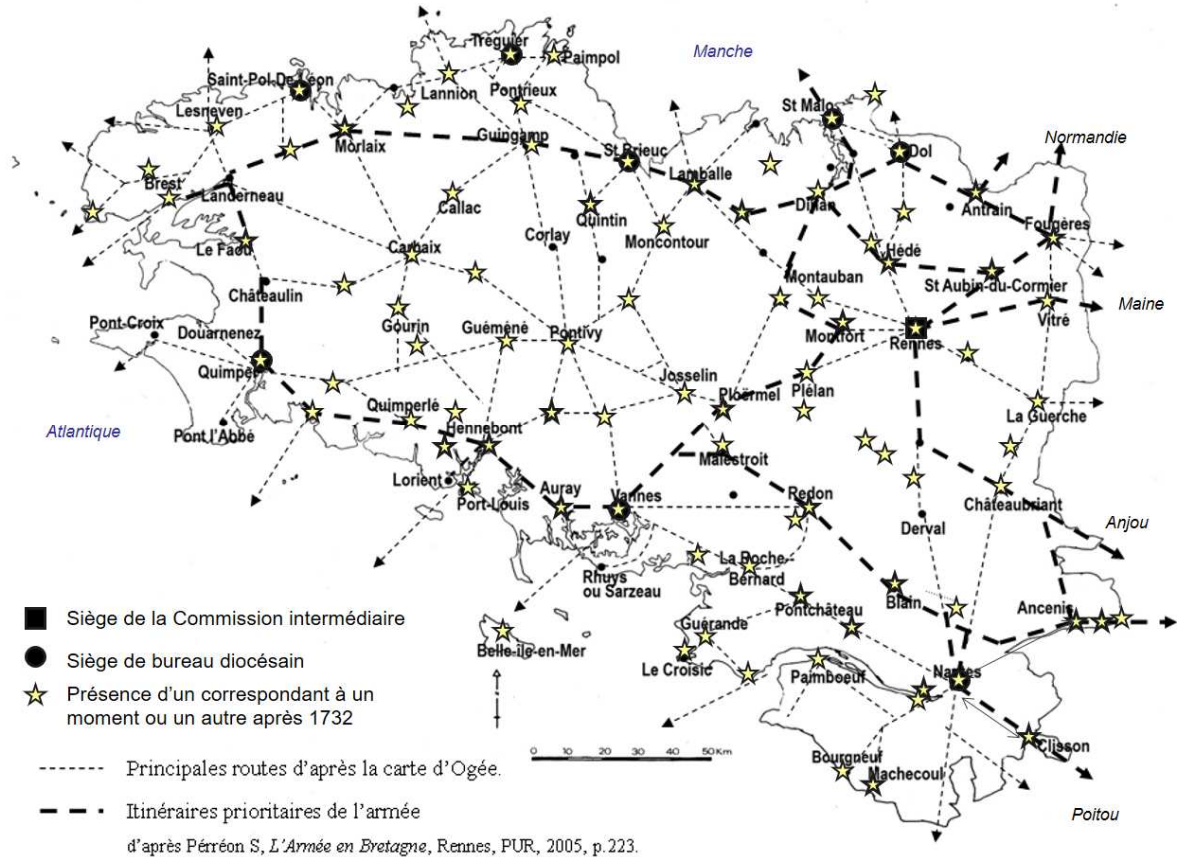 Manche
Tréguier
Paimpol
Saint-Pol-De-Léon
Lannion
Pontrieux
St Malo
Lesneven
Normandie
Morlaix
Guingamp
St Brieuc
Dol
Brest
Landerneau
Lamballe
Dinan
Antrain
Callac
Quintin
Fougères
Le Faou
Corlay
Moncontour
Hédé
Carhaix
Montauban
St Aubin-du-Cormier
Maine
Châteaulin
Vitré
Pont-Croix
Douarnenez
Gourin
Guéméné
Pontivy
Montfort
Rennes
Quimper
Josselin
Ploërmel
Plélan
Quimperlé
La Guerche
Atlantique
Pont l'Abbé
Hennebont
Malestroit
Lorient
Auray
Vannes
Redon
Châteaubriant
Port-Louis
Derval
Anjou
Rhuys
ou Sarzeau
La Roche-
Bernard
Blain
Pontchâteau
Ancenis
Guérande
Belle-île-en-Mer
Le Croisic
Paimboeuf
Nantes
Clisson
Bourgneuf
Machecoul
Poitou
Siège de la Commission intermédiaire
Siège de bureau diocésain
Présence d'un correspondant à un
moment ou un autre après 1732
0 10 20 30 40 50 Km
Principales routes d'après la carte d'Ogée.
Itinéraires prioritaires de l'armée
d'après Pérréon S, L'Armée en Bretagne, Rennes, PUR, 2005, p.223.